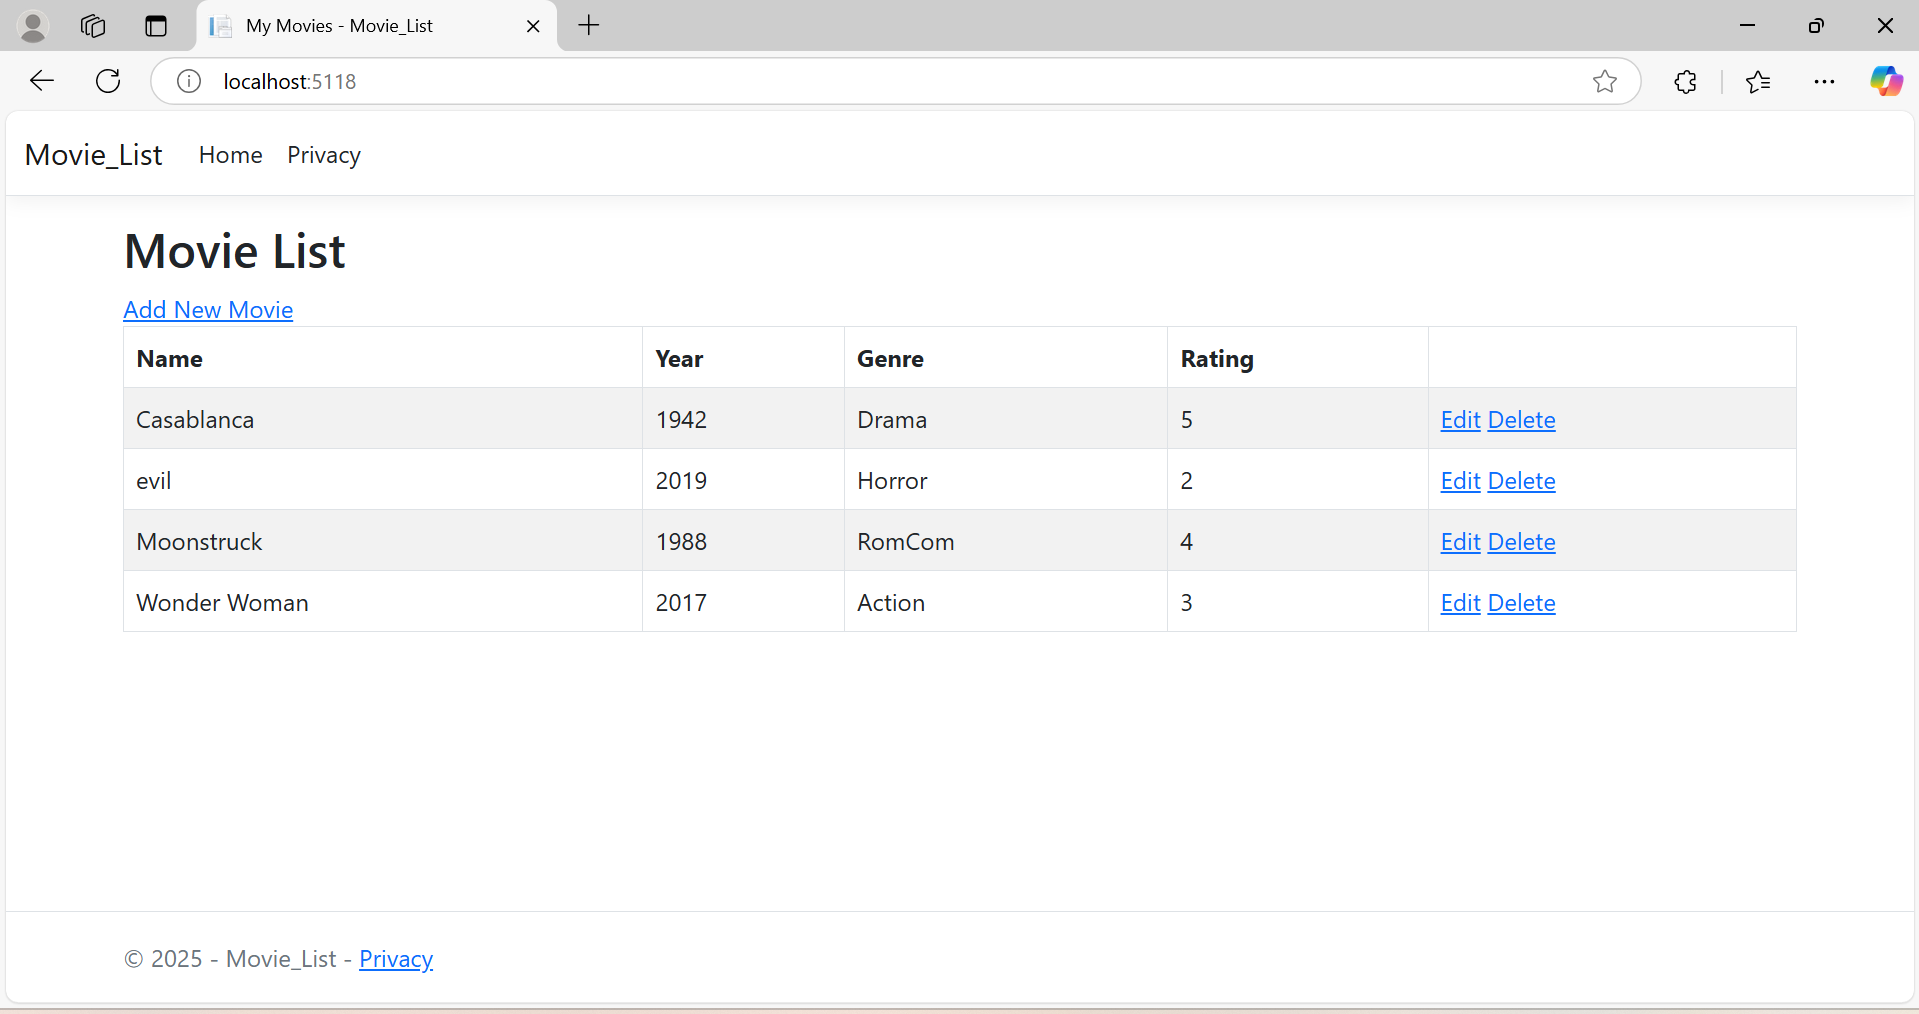 My Movies - Movie_List
localhost:5118
Movie_List Home Privacy
Movie List
Add New Movie
Name Year Genre Rating
Casablanca 1942 Drama 5 Edit Delete
evil 2019 Horror 2 Edit Delete
Moonstruck 1988 RomCom 4 Edit Delete
Wonder Woman 2017 Action 3 Edit Delete
© 2025 - Movie_List - Privacy